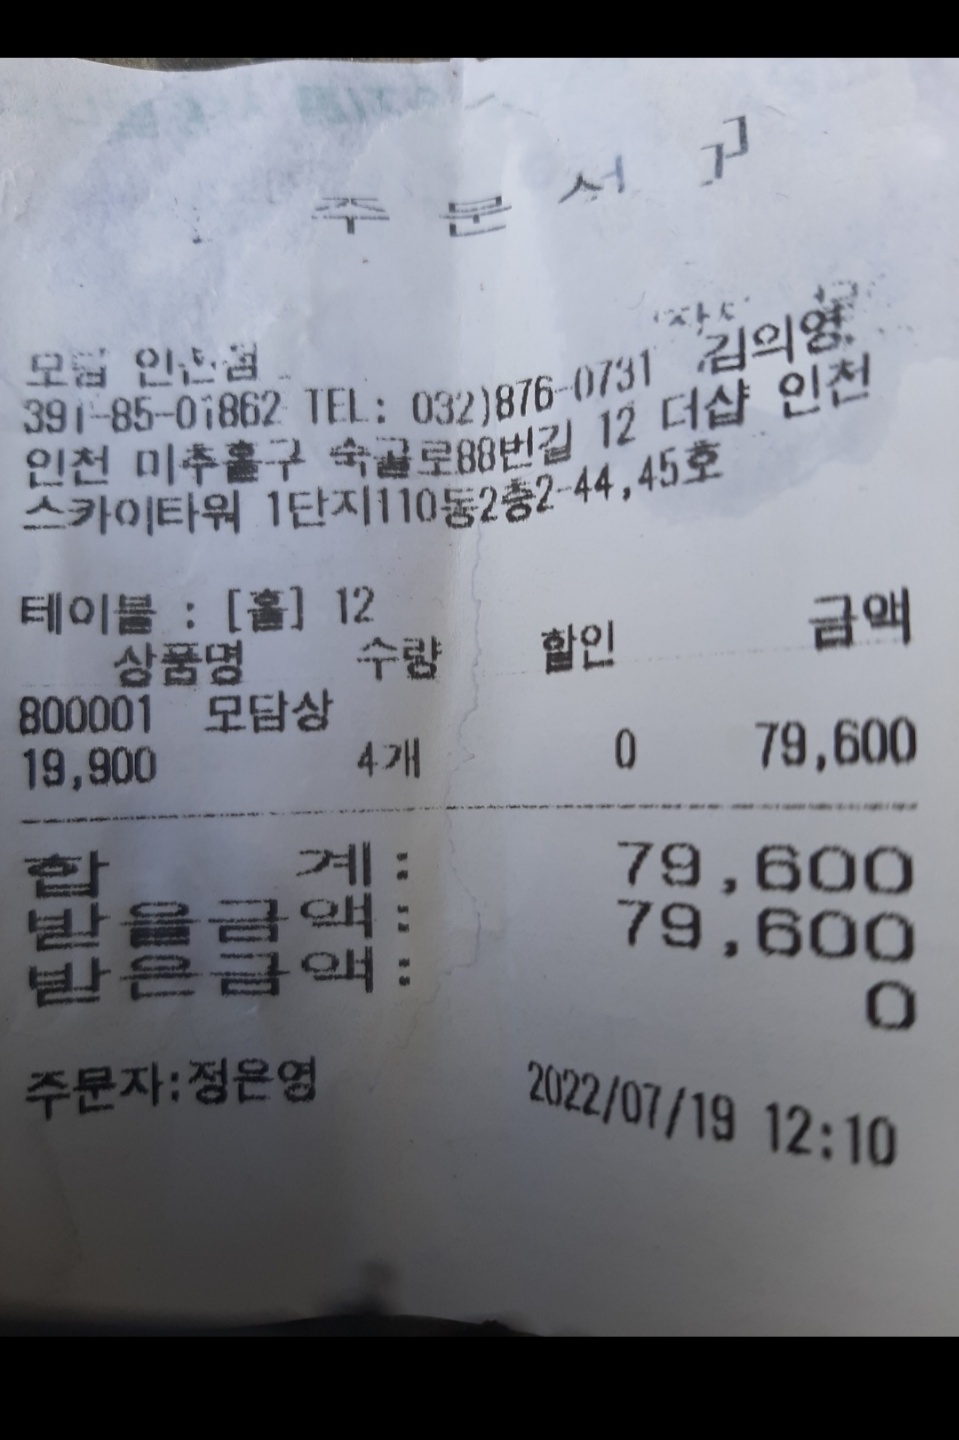 주 문 서 ]
모담 인천점
391-85-01862 TEL: 032)876-0731 김의영
인천 미추홀구 숙골로88번길 12 더샵 인천
스카이타워 1단지110동2층2-44,45호
테이블 : [홀] 12
상품명 수량 할인 금액
800001 모담상
19,900 4개 0 79,600
합 계: 79,600
받을금액: 79,600
받은금액: 0
주문자:정은영 2022/07/19 12:10